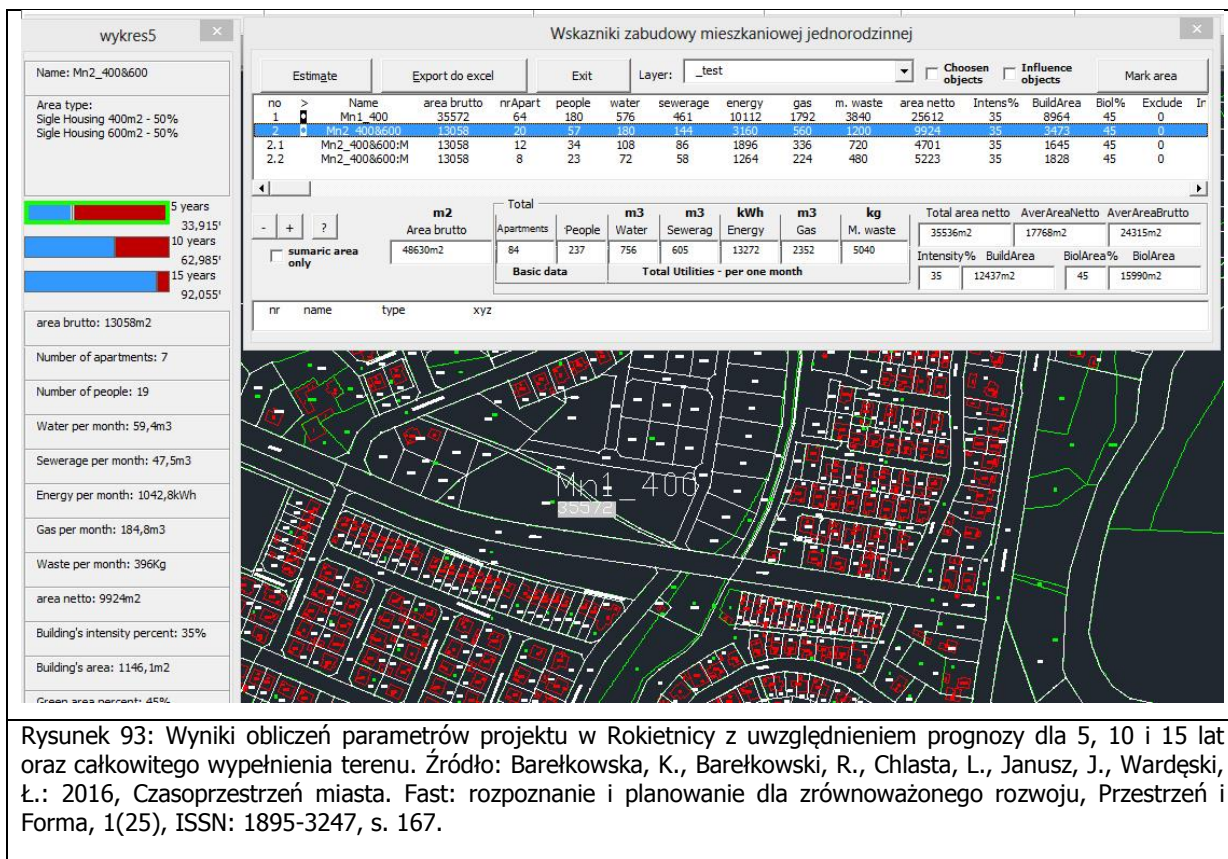 wykres5
Name: Mn2_400&600
Area type:
Sigle Housing 400m2 - 50%
Sigle Housing 600m2 - 50%
5 years
33,915'
10 years
62,985'
15 years
92,055'
area brutto: 13058m2
Number of apartments: 7
Number of people: 19
Water per month: 59,4m3
Sewerage per month: 47,5m3
Energy per month: 1042,8kWh
Gas per month: 184,8m3
Waste per month: 396Kg
area netto: 9924m2
Building's intensity percent: 35%
Building's area: 1146,1m2
Green area percent: 45%
Wskazniki zabudowy mieszkaniowej jednorodzinnej
Estimate Export do excel Exit Layer: _test Choosen objects Influence objects Mark area
no > Name area brutto nrApart people water sewerage energy gas m. waste area netto Intens% BuildArea Biol% Exclude Ir
1 Mn1_400 35572 64 180 576 461 10112 1792 3840 25612 35 8964 45 0
2 Mn2_400&600 13058 20 57 180 144 3160 560 1200 9924 35 3473 45 0
2.1 Mn2_400&600:M 13058 12 34 108 86 1896 336 720 4701 35 1645 45 0
2.2 Mn2_400&600:M 13058 8 23 72 58 1264 224 480 5223 35 1828 45 0
- + ?
sumaric area only
m2
Area brutto
48630m2
Total
m3 m3 kWh m3 kg
Apartments People Water Sewerag Energy Gas M. waste
84 237 756 605 13272 2352 5040
Basic data Total Utilities - per one month
Total area netto AverAreaNetto AverAreaBrutto
35536m2 17768m2 24315m2
Intensity% BuildArea BiolArea% BiolArea
35 12437m2 45 15990m2
nr name type xyz
Mn1_400
35572
Rysunek 93: Wyniki obliczeń parametrów projektu w Rokietnicy z uwzględnieniem prognozy dla 5, 10 i 15 lat
oraz całkowitego wypełnienia terenu. Źródło: Barełkowska, K., Barełkowski, R., Chlasta, L., Janusz, J., Wardęski,
Ł.: 2016, Czasoprzestrzeń miasta. Fast: rozpoznanie i planowanie dla zrównoważonego rozwoju, Przestrzeń i
Forma, 1(25), ISSN: 1895-3247, s. 167.